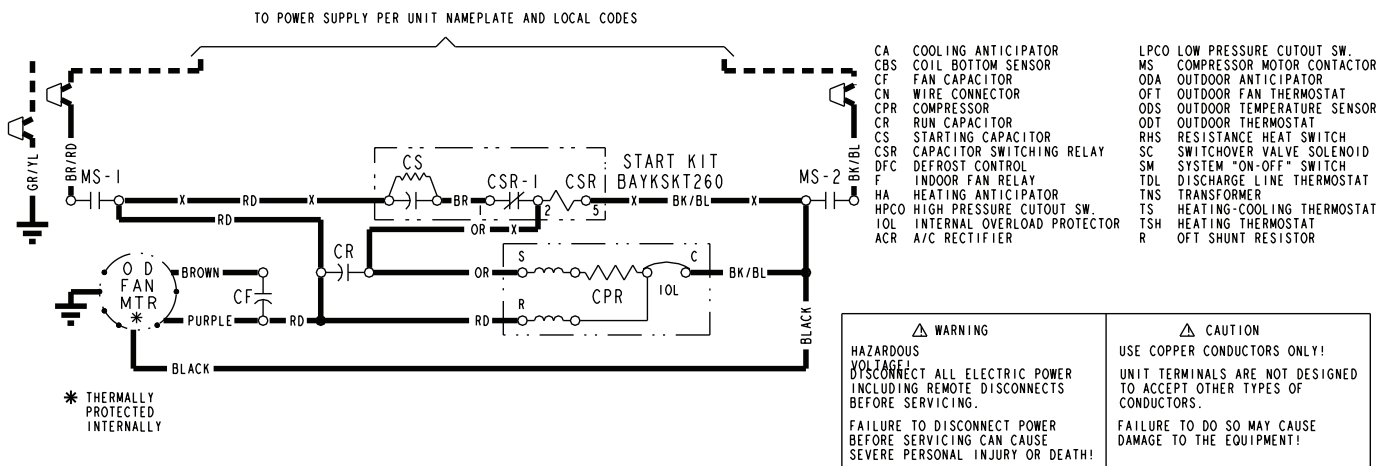 TO POWER SUPPLY PER UNIT NAMEPLATE AND LOCAL CODES
GR/YL
BR/RD
MS-1
X
RD
X
CS
BR
CSR-1
1
2
CSR
5
START KIT
BAYKSKT260
X
BK/BL
X
MS-2
BK/BL
RD
OR
X
CR
OR
S
C
BK/BL
CPR
IOL
R
RD
O D
FAN
MTR
*
BROWN
CF
PURPLE
RD
BLACK
BLACK
* THERMALLY
PROTECTED
INTERNALLY
CA COOLING ANTICIPATOR
CBS COIL BOTTOM SENSOR
CF FAN CAPACITOR
CN WIRE CONNECTOR
CPR COMPRESSOR
CR RUN CAPACITOR
CS STARTING CAPACITOR
CSR CAPACITOR SWITCHING RELAY
DFC DEFROST CONTROL
F INDOOR FAN RELAY
HA HEATING ANTICIPATOR
HPCO HIGH PRESSURE CUTOUT SW.
IOL INTERNAL OVERLOAD PROTECTOR
ACR A/C RECTIFIER
LPCO LOW PRESSURE CUTOUT SW.
MS COMPRESSOR MOTOR CONTACTOR
ODA OUTDOOR ANTICIPATOR
OFT OUTDOOR FAN THERMOSTAT
ODS OUTDOOR TEMPERATURE SENSOR
ODT OUTDOOR THERMOSTAT
RHS RESISTANCE HEAT SWITCH
SC SWITCHOVER VALVE SOLENOID
SM SYSTEM "ON-OFF" SWITCH
TDL DISCHARGE LINE THERMOSTAT
TNS TRANSFORMER
TS HEATING-COOLING THERMOSTAT
TSH HEATING THERMOSTAT
R OFT SHUNT RESISTOR
⚠ WARNING
HAZARDOUS
VOLTAGE!
DISCONNECT ALL ELECTRIC POWER
INCLUDING REMOTE DISCONNECTS
BEFORE SERVICING.
FAILURE TO DISCONNECT POWER
BEFORE SERVICING CAN CAUSE
SEVERE PERSONAL INJURY OR DEATH!
⚠ CAUTION
USE COPPER CONDUCTORS ONLY!
UNIT TERMINALS ARE NOT DESIGNED
TO ACCEPT OTHER TYPES OF
CONDUCTORS.
FAILURE TO DO SO MAY CAUSE
DAMAGE TO THE EQUIPMENT!